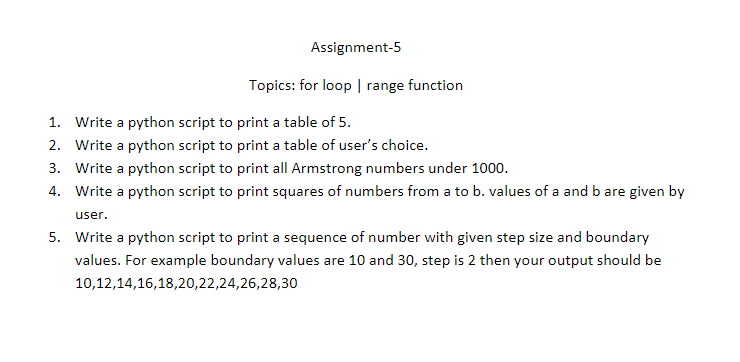 Assignment-5
Topics: for loop | range function
1. Write a python script to print a table of 5.
2. Write a python script to print a table of user’s choice.
3. Write a python script to print all Armstrong numbers under 1000.
4. Write a python script to print squares of numbers from a to b. values of a and b are given by
user.
5. Write a python script to print a sequence of number with given step size and boundary
values. For example boundary values are 10 and 30, step is 2 then your output should be
10,12,14,16,18,20,22,24,26,28,30